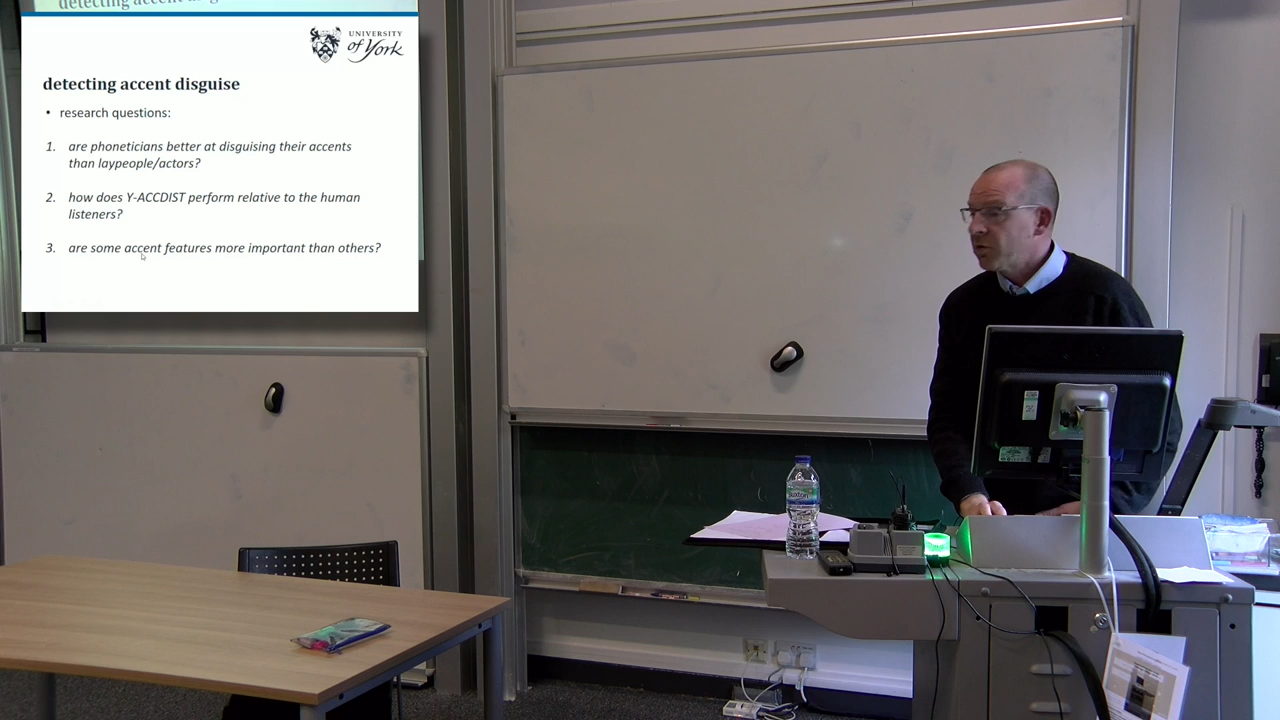 detecting accent
UNIVERSITY
of York
detecting accent disguise
• research questions:
1. are phoneticians better at disguising their accents
than laypeople/actors?
2. how does Y-ACCDIST perform relative to the human
listeners?
3. are some accent features more important than others?